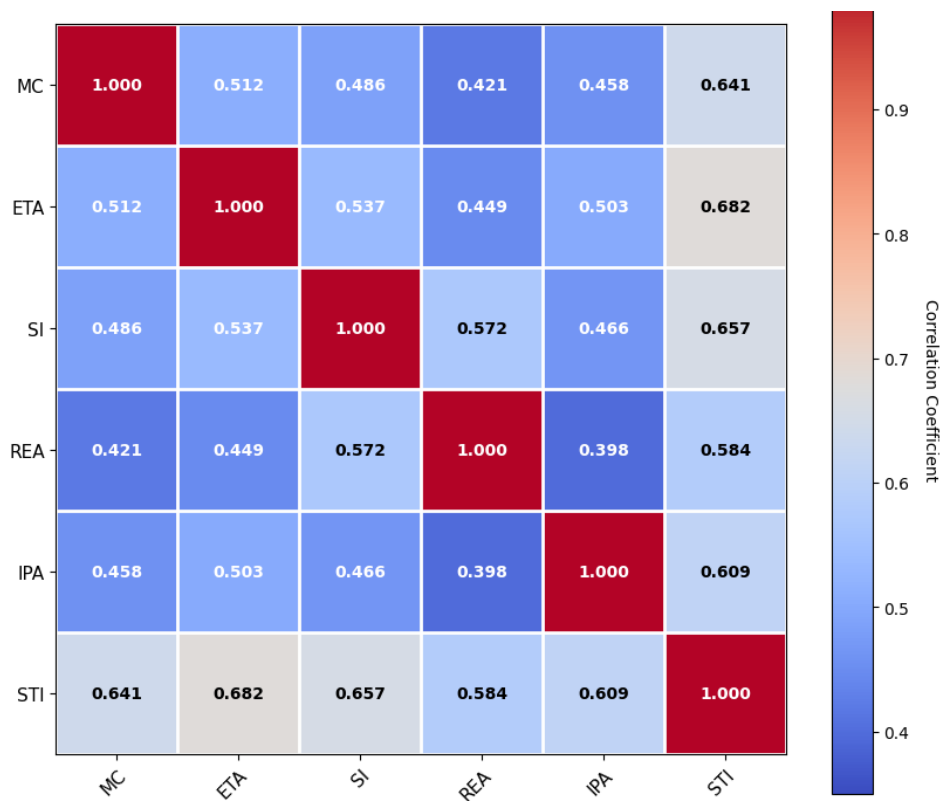 MC 1.000 0.512 0.486 0.421 0.458 0.641
ETA 0.512 1.000 0.537 0.449 0.503 0.682
SI 0.486 0.537 1.000 0.572 0.466 0.657
REA 0.421 0.449 0.572 1.000 0.398 0.584
IPA 0.458 0.503 0.466 0.398 1.000 0.609
STI 0.641 0.682 0.657 0.584 0.609 1.000
MC ETA SI REA IPA STI
0.9
0.8
0.7
0.6
0.5
0.4
Correlation Coefficient